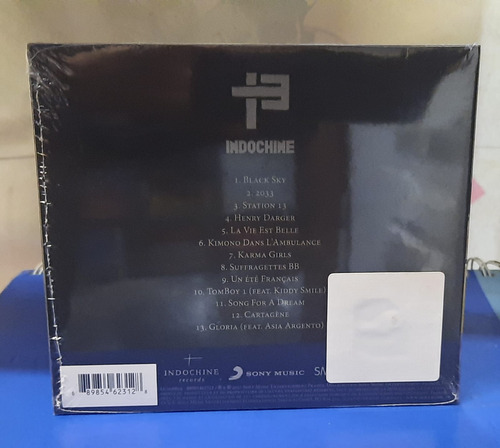 13
INDOCHINE
1. BLACK SKY
2. 2033
3. STATION 13
4. HENRY DARGER
5. LA VIE EST BELLE
6. KIMONO DANS L'AMBULANCE
7. KARMA GIRLS
8. SUFFRAGETTES BB
9. UN ÉTÉ FRANÇAIS
10. TOMBOY 1 (FEAT. KIDDY SMILE)
11. SONG FOR A DREAM
12. CARTAGÈNE
13. GLORIA (FEAT. ASIA ARGENTO)
INDOCHINE
records
SONY MUSIC
89854 62312